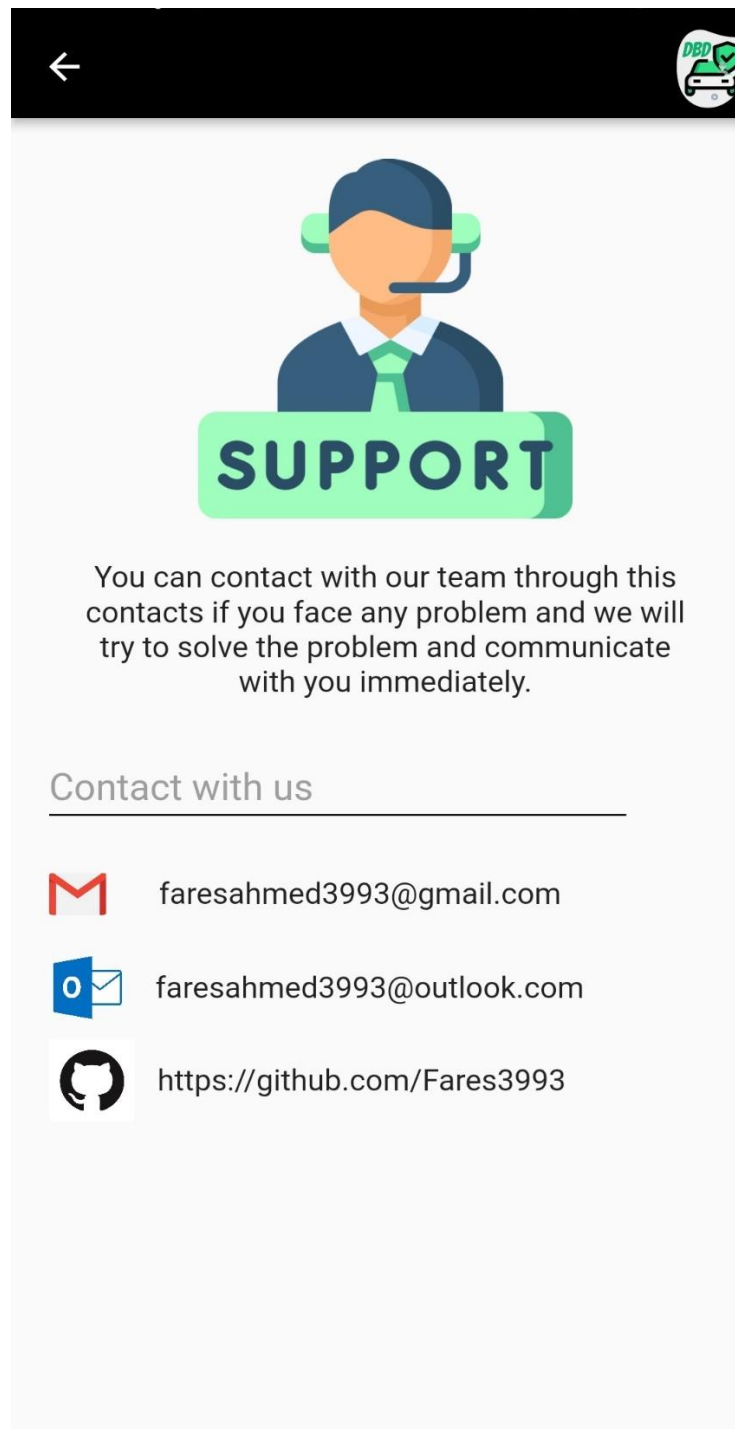 DBD
SUPPORT
You can contact with our team through this
contacts if you face any problem and we will
try to solve the problem and communicate
with you immediately.
Contact with us
faresahmed3993@gmail.com
faresahmed3993@outlook.com
https://github.com/Fares3993